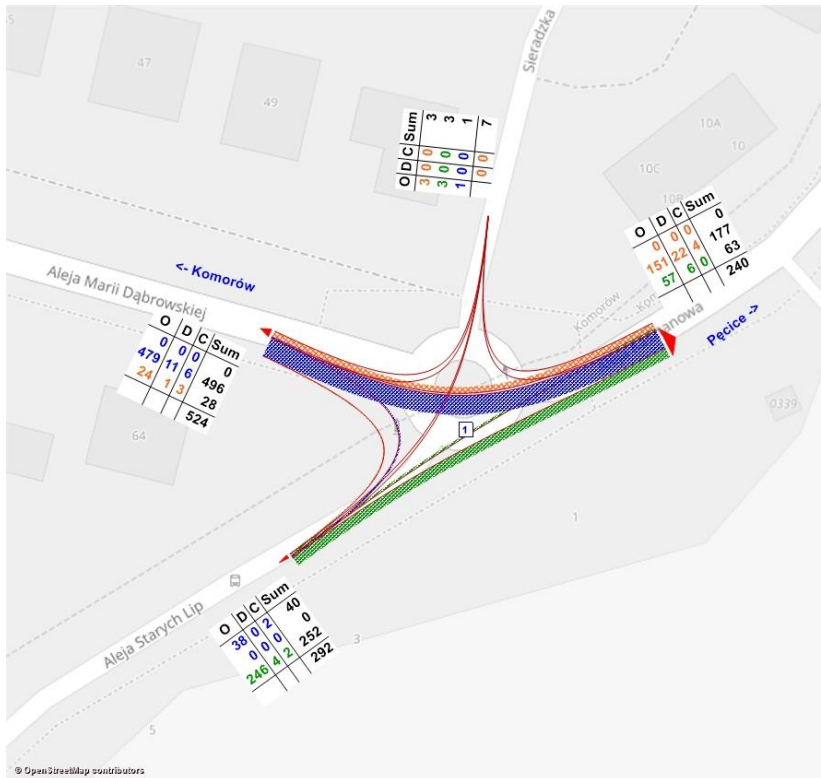 45
47
49
Sieradzka
O D C Sum
3 0 0 3
3 0 0 3
1 0 0 1
0 0 7
10A
10
10C
10B
O D C Sum
0 0 0 0
151 22 4 177
57 6 0 63
240
Komorów
anowa
Pęcice ->
<- Komorów
Aleja Marii Dąbrowskiej
O D C Sum
0 0 0 0
479 11 6 496
24 1 3 28
524
64
0339
1
1
Aleja Starych Lip
O D C Sum
38 0 2 40
0 0 0 0
246 4 2 252
292
3
5
© OpenStreetMap contributors